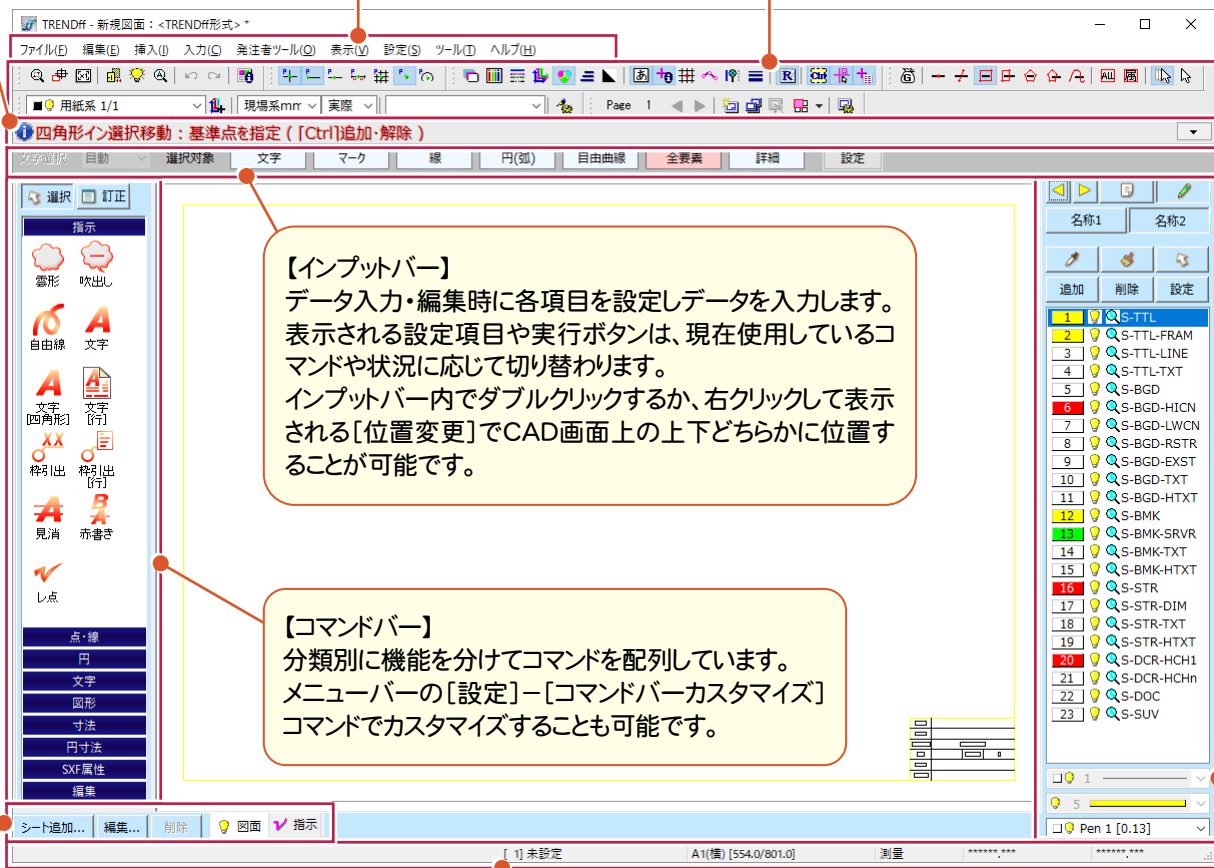 TRENDff - 新規図面：<TRENDff形式> *
ファイル(F) 編集(E) 挿入(I) 入力(C) 発注者ツール(O) 表示(V) 設定(S) ツール(T) ヘルプ(H)
用紙系 1/1 現場系mm 実際 Page 1
四角形イン選択移動：基準点を指定（[Ctrl]追加・解除）
文字選択 自動 選択対象 文字 マーク 線 円(弧) 自由曲線 全要素 詳細 設定
選択 訂正
指示
雲形 吹出し
自由線 文字
文字[四角形] 文字[行]
枠引出 枠引出[行]
見消 赤書き
レ点
点・線
円
文字
図形
寸法
円寸法
SXF属性
編集
【インプットバー】
データ入力・編集時に各項目を設定しデータを入力します。
表示される設定項目や実行ボタンは、現在使用しているコ
マンドや状況に応じて切り替わります。
インプットバー内でダブルクリックするか、右クリックして表示
される[位置変更]でCAD画面上の上下どちらかに位置す
ることが可能です。
【コマンドバー】
分類別に機能を分けてコマンドを配列しています。
メニューバーの[設定]－[コマンドバーカスタマイズ]
コマンドでカスタマイズすることも可能です。
名称1 名称2
追加 削除 設定
1 S-TTL
2 S-TTL-FRAM
3 S-TTL-LINE
4 S-TTL-TXT
5 S-BGD
6 S-BGD-HICN
7 S-BGD-LWCN
8 S-BGD-RSTR
9 S-BGD-EXST
10 S-BGD-TXT
11 S-BGD-HTXT
12 S-BMK
13 S-BMK-SRVR
14 S-BMK-TXT
15 S-BMK-HTXT
16 S-STR
17 S-STR-DIM
18 S-STR-TXT
19 S-STR-HTXT
20 S-DCR-HCH1
21 S-DCR-HCHn
22 S-DOC
23 S-SUV
1
5
Pen 1 [0.13]
シート追加... 編集... 削除 図面 指示
[ 1] 未設定 A1(横) [554.0/801.0] 測量 ******.*** ******.***